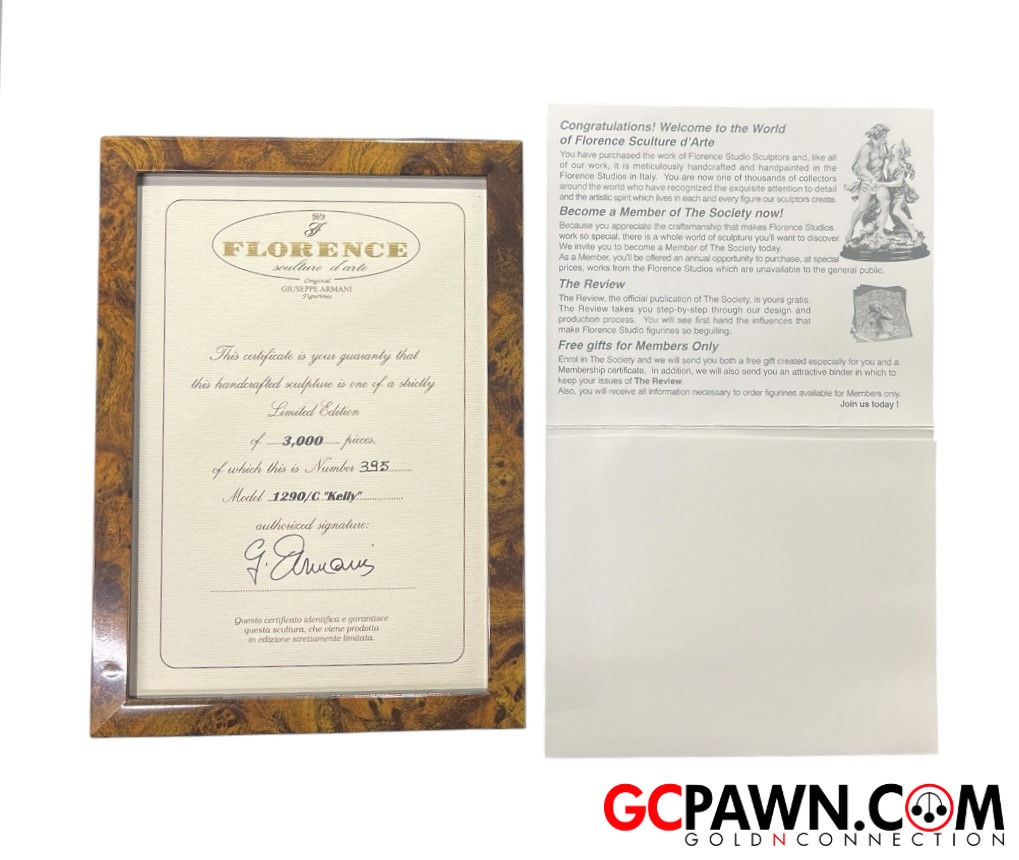 FLORENCE
sculture d'arte
Original
GIUSEPPE ARMANI
Figurines
This certificate is your guaranty that
this handcrafted sculpture is one of a strictly
Limited Edition
of 3,000 pieces,
of which this is Number 395
Model 1290/C "Kelly"
authorized signature:
G. Armani
Questo certificato identifica e garantisce
questa scultura, che viene prodotta
in edizione strettamente limitata.
Congratulations! Welcome to the World
of Florence Sculture d'Arte
You have purchased the work of Florence Studio Sculptors and, like all
of our work, it is meticulously handcrafted and handpainted in the
Florence Studios in Italy. You are now one of thousands of collectors
around the world who have recognized the exquisite attention to detail
and the artistic spirit which lives in each and every figure our sculptors create.
Become a Member of The Society now!
Because you appreciate the craftsmanship that makes Florence Studios
work so special, there is a whole world of sculpture you'll want to discover.
We invite you to become a Member of The Society today.
As a Member, you'll be offered an annual opportunity to purchase, at special
prices, works from the Florence Studios which are unavailable to the general public.
The Review
The Review, the official publication of The Society, is yours gratis.
The Review takes you step-by-step through our design and
production process. You will see first hand the influences that
make Florence Studio figurines so beguiling.
Free gifts for Members Only
Enrol in The Society and we will send you both a free gift created especially for you and a
Membership certificate. In addition, we will also send you an attractive binder in which to
keep your issues of The Review.
Also, you will receive all information necessary to order figurines available for Members only.
Join us today !
GCPAWN.COM
GOLDNCONNECTION